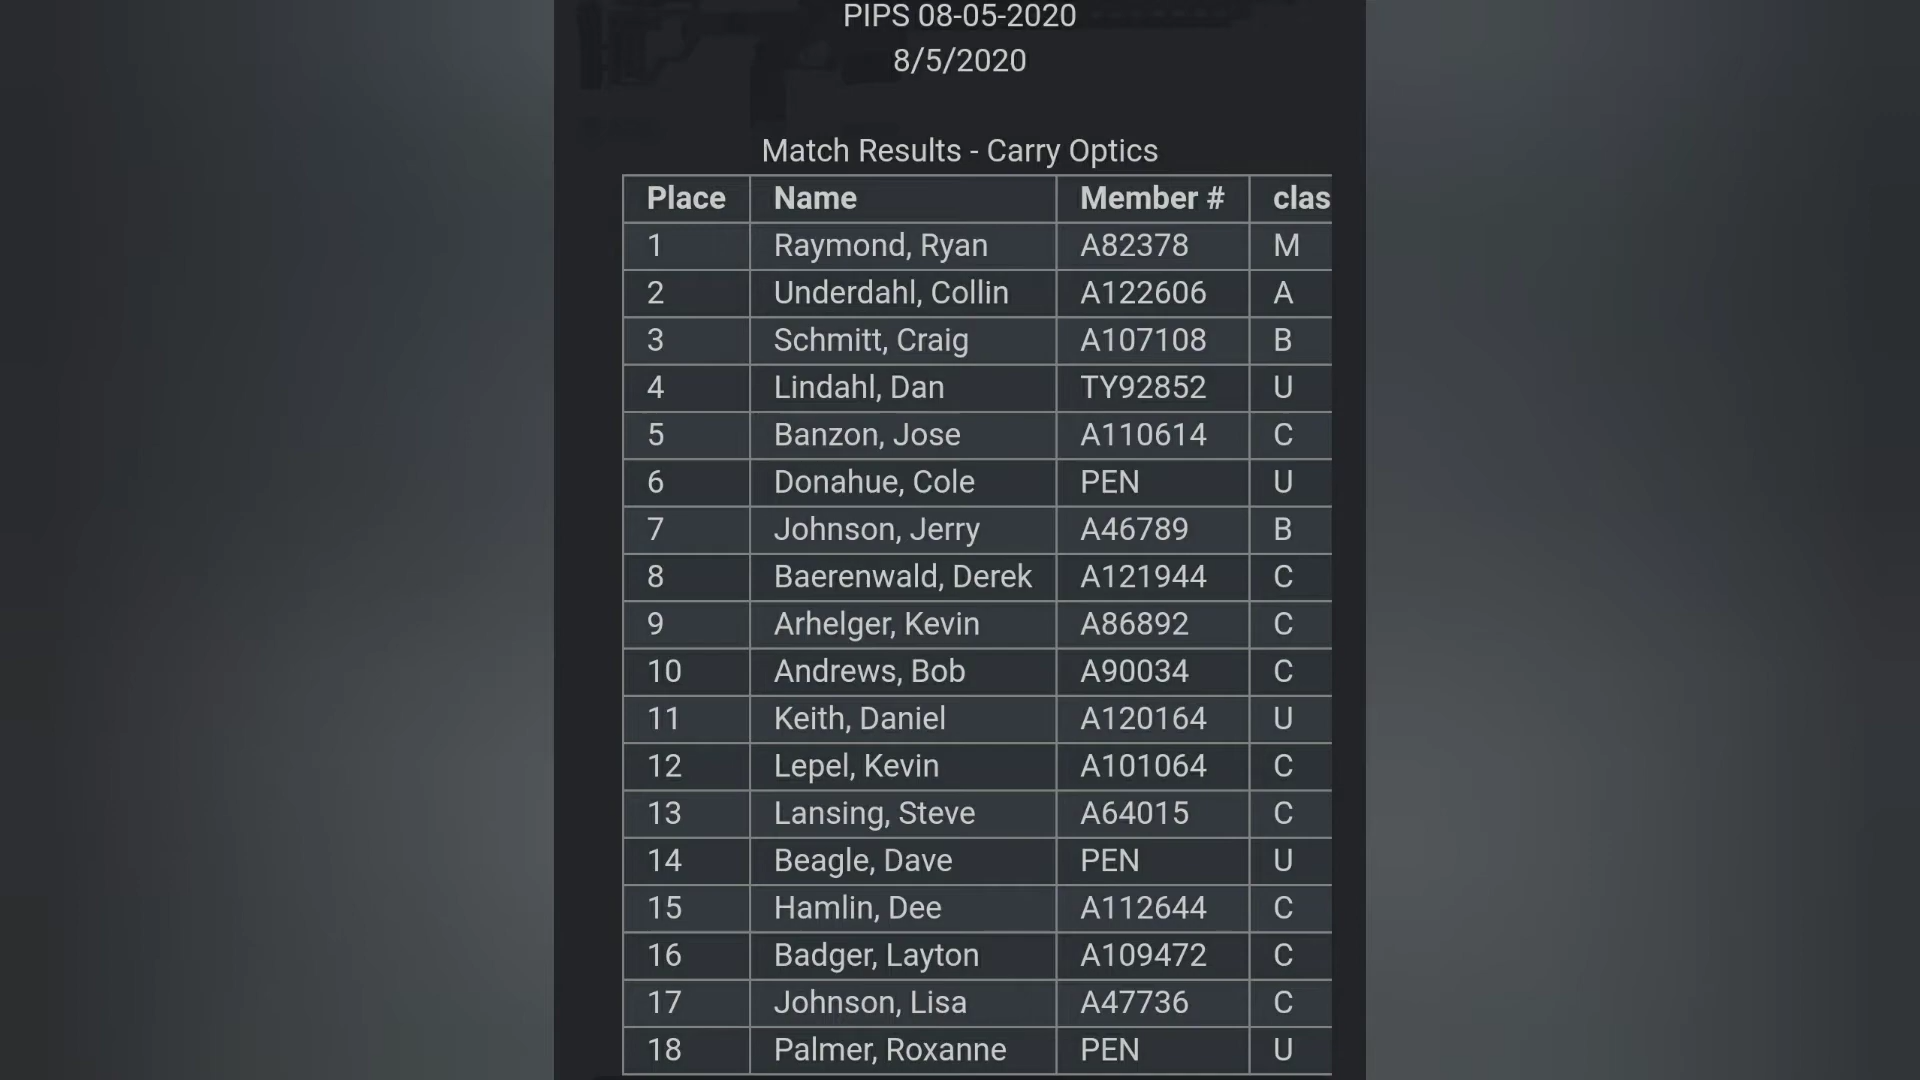 PIPS 08-05-2020
8/5/2020
Match Results - Carry Optics
Place Name Member # clas
1 Raymond, Ryan A82378 M
2 Underdahl, Collin A122606 A
3 Schmitt, Craig A107108 B
4 Lindahl, Dan TY92852 U
5 Banzon, Jose A110614 C
6 Donahue, Cole PEN U
7 Johnson, Jerry A46789 B
8 Baerenwald, Derek A121944 C
9 Arhelger, Kevin A86892 C
10 Andrews, Bob A90034 C
11 Keith, Daniel A120164 U
12 Lepel, Kevin A101064 C
13 Lansing, Steve A64015 C
14 Beagle, Dave PEN U
15 Hamlin, Dee A112644 C
16 Badger, Layton A109472 C
17 Johnson, Lisa A47736 C
18 Palmer, Roxanne PEN U